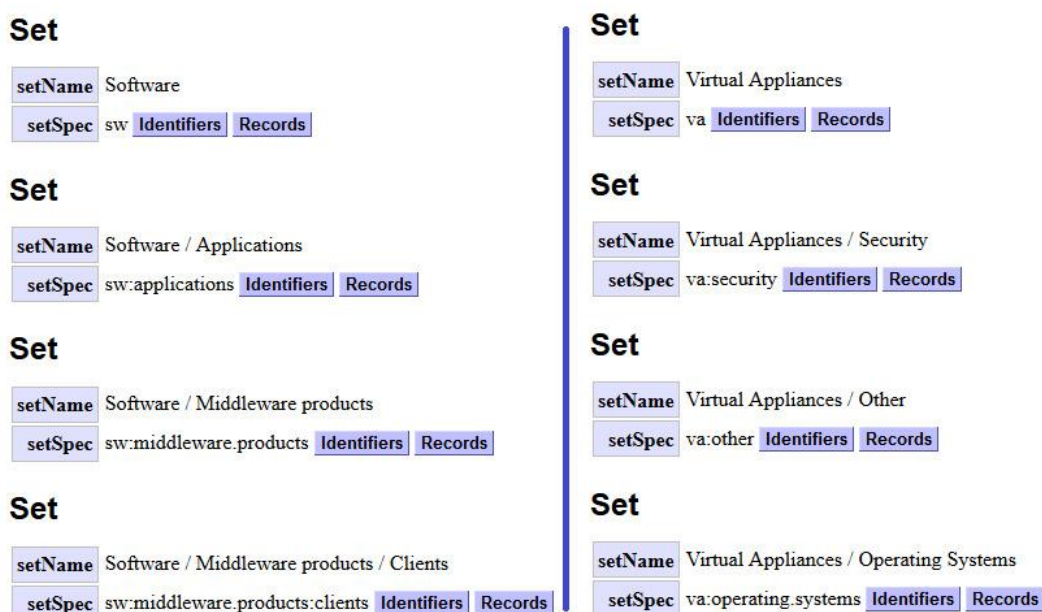 Set
setName Software
setSpec sw Identifiers Records
Set
setName Software / Applications
setSpec sw:applications Identifiers Records
Set
setName Software / Middleware products
setSpec sw:middleware.products Identifiers Records
Set
setName Software / Middleware products / Clients
setSpec sw:middleware.products:clients Identifiers Records
Set
setName Virtual Appliances
setSpec va Identifiers Records
Set
setName Virtual Appliances / Security
setSpec va:security Identifiers Records
Set
setName Virtual Appliances / Other
setSpec va:other Identifiers Records
Set
setName Virtual Appliances / Operating Systems
setSpec va:operating.systems Identifiers Records